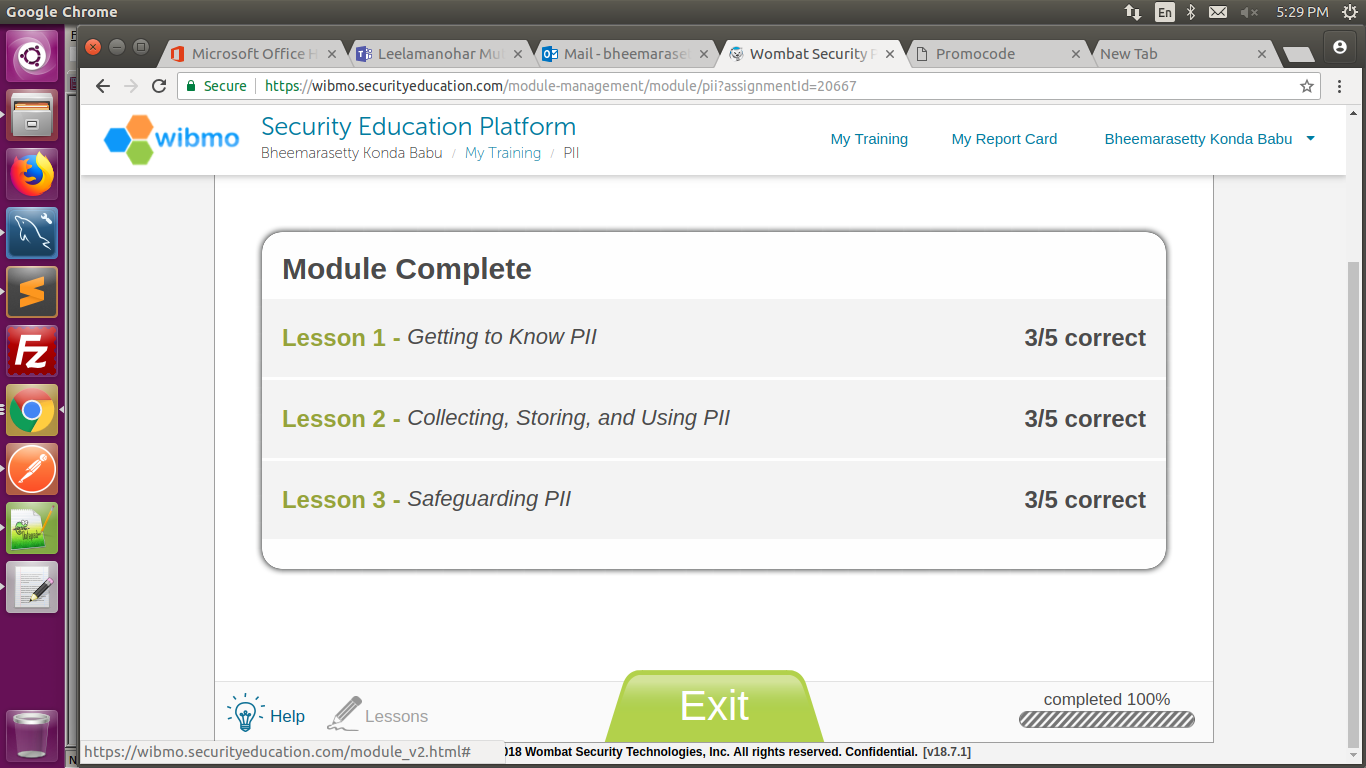 Google Chrome
En
5:29 PM
Microsoft Office H
Leelamanohar Mul
Mail - bheemaraset
Wombat Security P
Promocode
New Tab
Secure
https://wibmo.securityeducation.com/module-management/module/pii?assignmentId=20667
wibmo
Security Education Platform
Bheemarasetty Konda Babu / My Training / PII
My Training
My Report Card
Bheemarasetty Konda Babu
Module Complete
Lesson 1 - Getting to Know PII
3/5 correct
Lesson 2 - Collecting, Storing, and Using PII
3/5 correct
Lesson 3 - Safeguarding PII
3/5 correct
Help
Lessons
Exit
completed 100%
https://wibmo.securityeducation.com/module_v2.html#
18 Wombat Security Technologies, Inc. All rights reserved. Confidential. [v18.7.1]